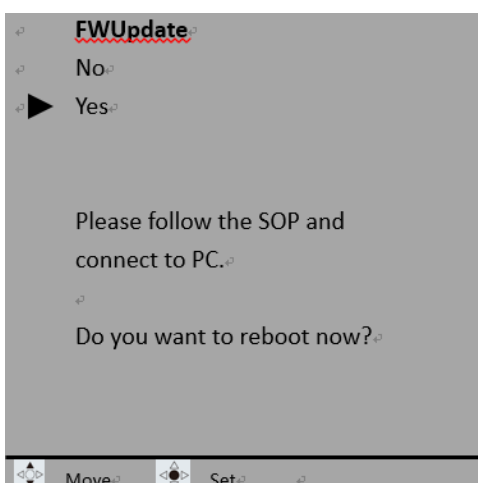 FWUpdate
No
Yes
Please follow the SOP and
connect to PC.
Do you want to reboot now?
Move Set